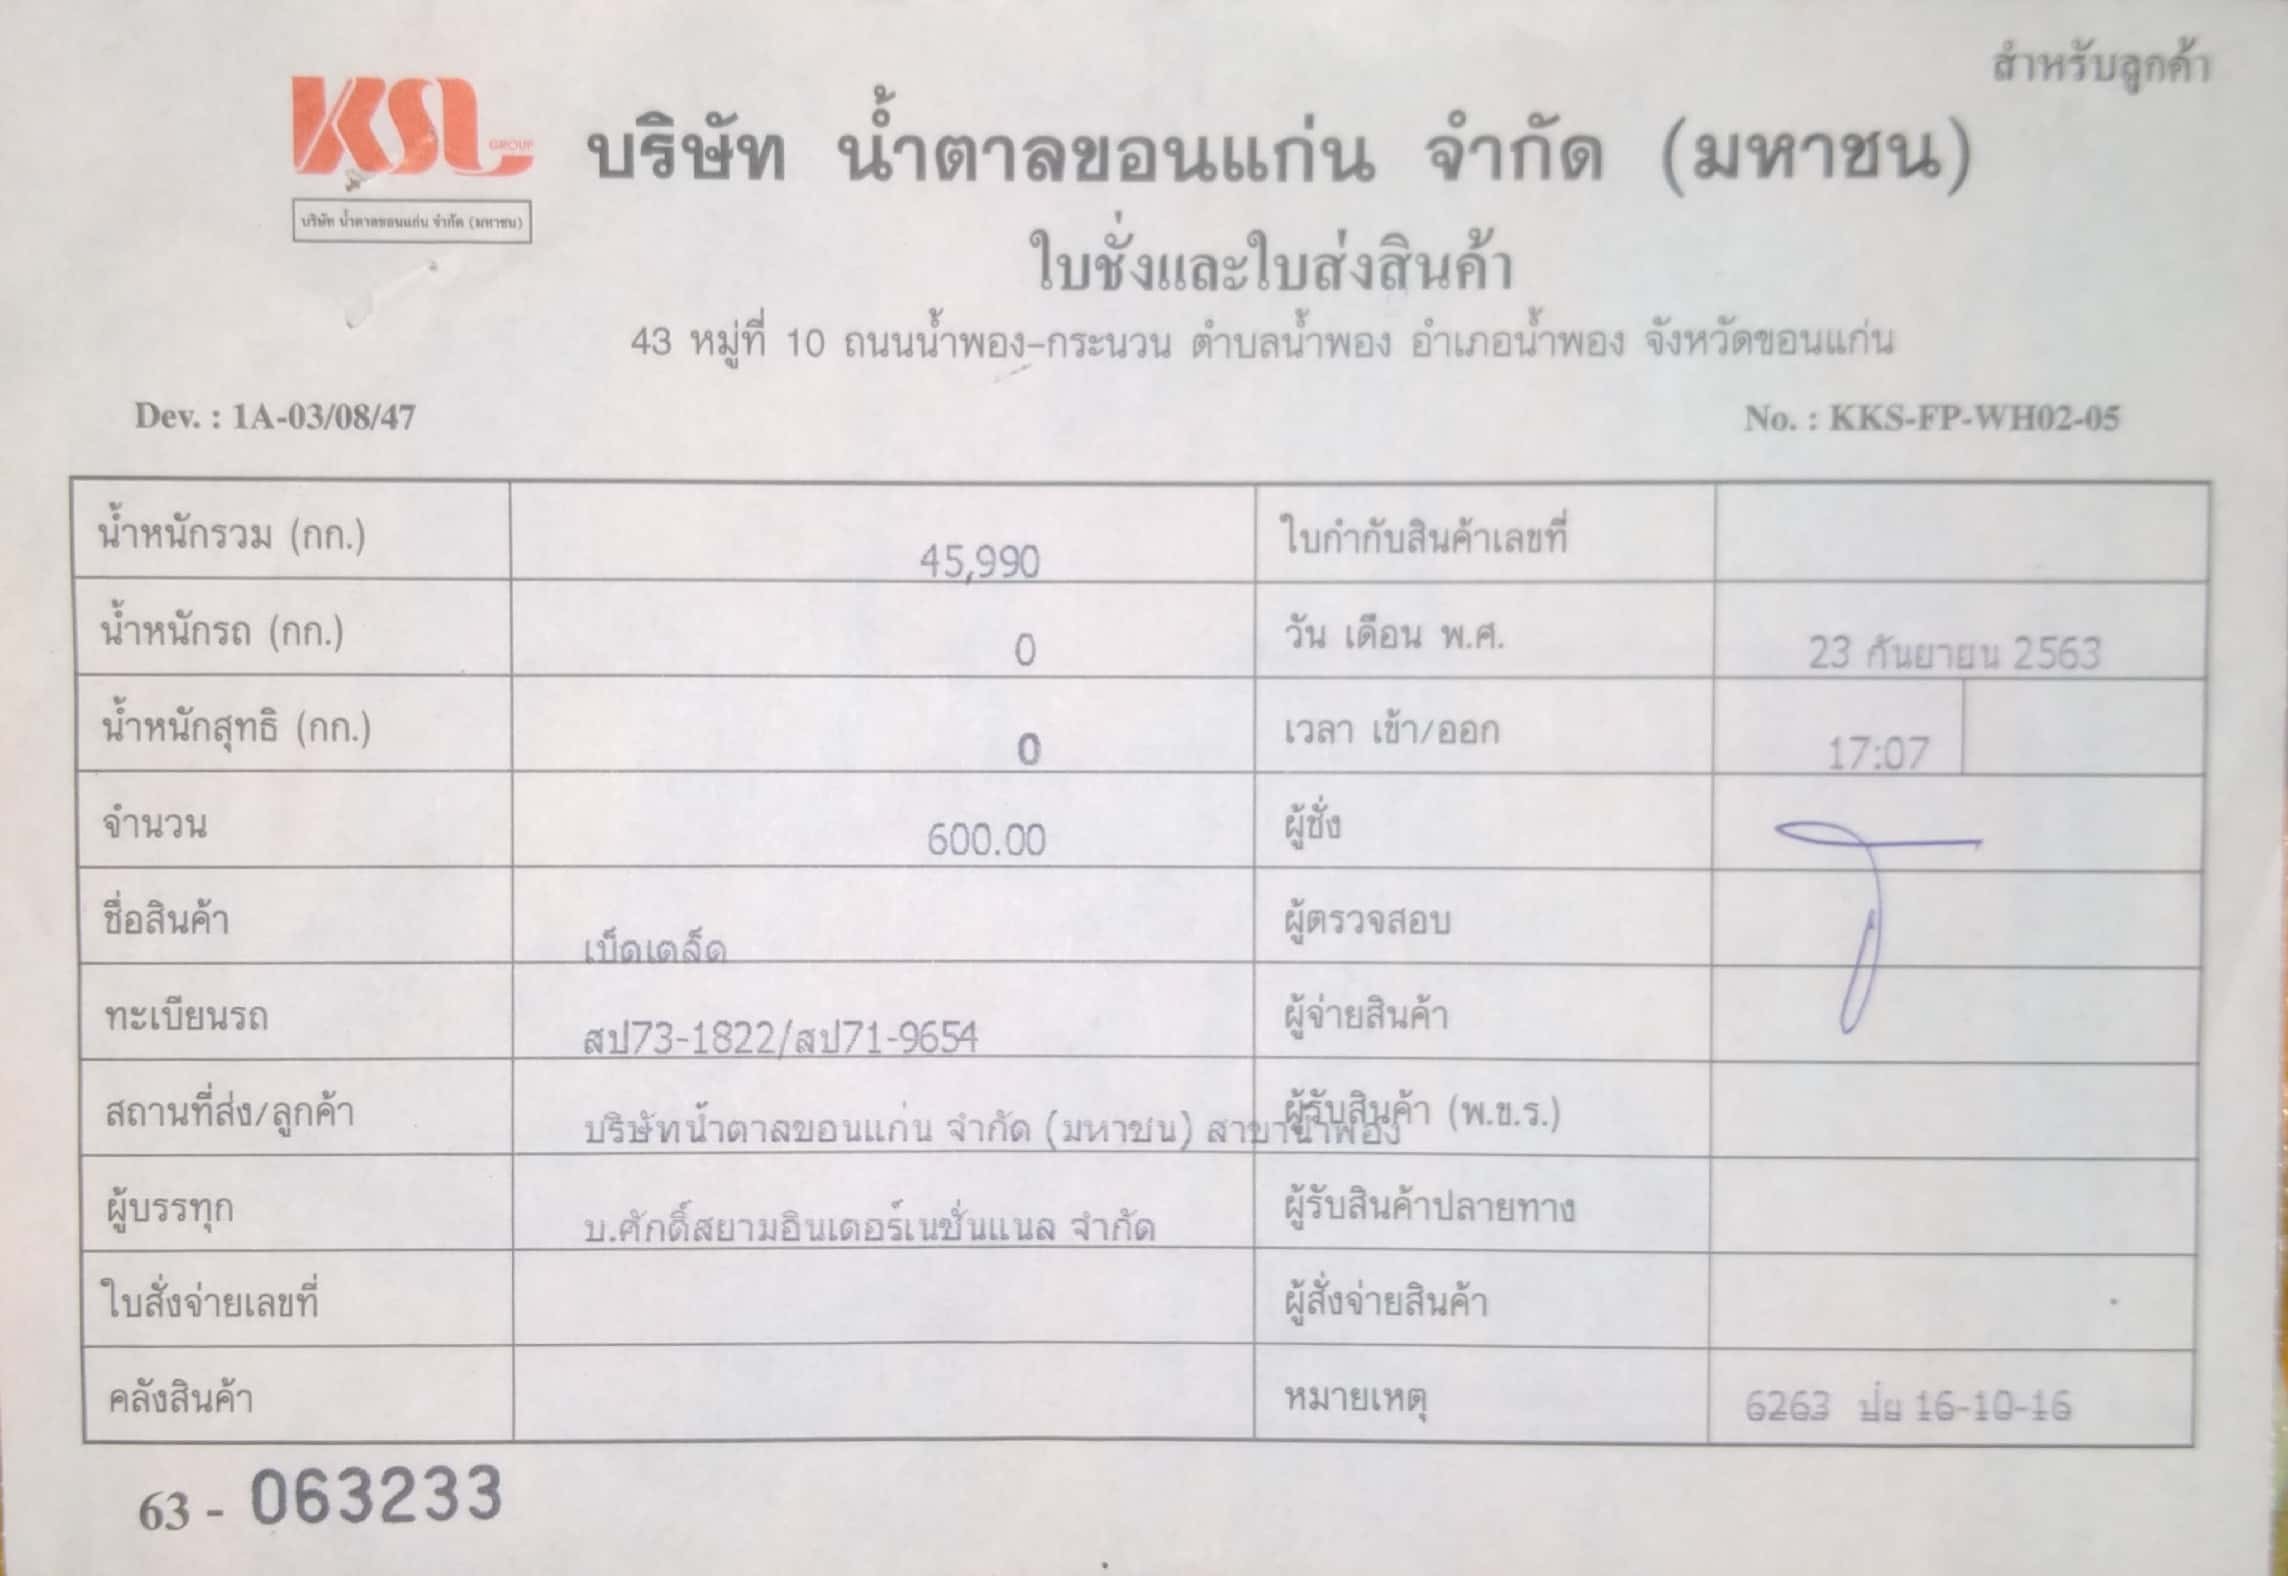 สำหรับลูกค้า
KSL GROUP
บริษัท น้ำตาลขอนแก่น จำกัด (มหาชน)
บริษัท น้ำตาลขอนแก่น จำกัด (มหาชน)
ใบชั่งและใบส่งสินค้า
43 หมู่ที่ 10 ถนนน้ำพอง-กระนวน ตำบลน้ำพอง อำเภอน้ำพอง จังหวัดขอนแก่น
Dev. : 1A-03/08/47 No. : KKS-FP-WH02-05
น้ำหนักรวม (กก.) 45,990 ใบกำกับสินค้าเลขที่
น้ำหนักรถ (กก.) 0 วัน เดือน พ.ศ. 23 กันยายน 2563
น้ำหนักสุทธิ (กก.) 0 เวลา เข้า/ออก 17:07
จำนวน 600.00 ผู้ชั่ง
ชื่อสินค้า เบ็ดเตล็ด ผู้ตรวจสอบ
ทะเบียนรถ สป73-1822/สป71-9654 ผู้จ่ายสินค้า
สถานที่ส่ง/ลูกค้า บริษัทน้ำตาลขอนแก่น จำกัด (มหาชน) สาขาน้ำพอง ผู้รับสินค้า (พ.ข.ร.)
ผู้บรรทุก บ.ศักดิ์สยามอินเตอร์เนชั่นแนล จำกัด ผู้รับสินค้าปลายทาง
ใบสั่งจ่ายเลขที่ ผู้สั่งจ่ายสินค้า
คลังสินค้า หมายเหตุ 6263 ปุ๋ย 16-10-16
63 - 063233